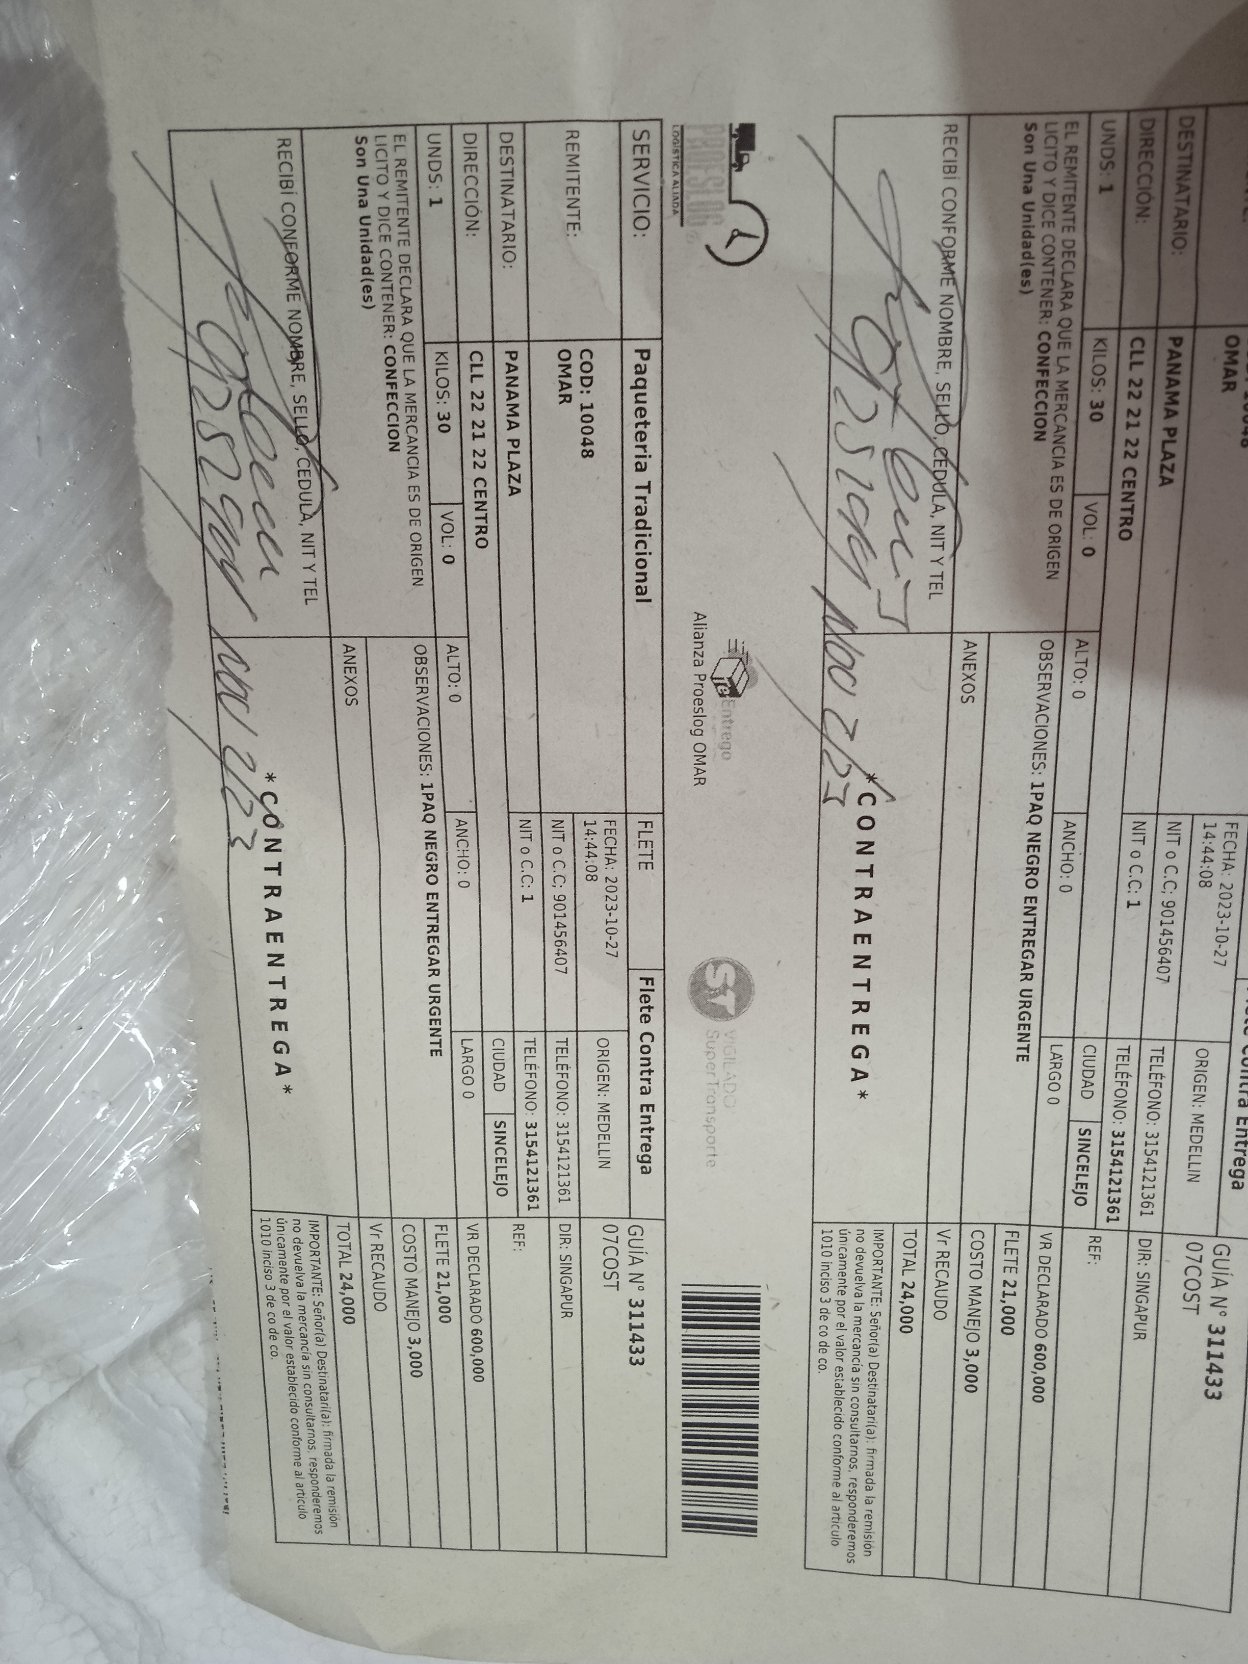 OMAR
FECHA: 2023-10-27
14:44:08
ORIGEN: MEDELLIN
GUÍA N° 311433
07COST
NIT o C.C: 901456407
TELÉFONO: 3154121361
DIR: SINGAPUR
DESTINATARIO:
PANAMA PLAZA
NIT o C.C: 1
TELÉFONO: 3154121361
REF:
DIRECCIÓN:
CLL 22 21 22 CENTRO
CIUDAD
SINCELEJO
UNDS: 1
KILOS: 30
VOL: 0
ALTO: 0
ANCHO: 0
LARGO 0
VR DECLARADO 600,000
EL REMITENTE DECLARA QUE LA MERCANCIA ES DE ORIGEN
LICITO Y DICE CONTENER: CONFECCION
Son Una Unidad(es)
OBSERVACIONES: 1PAQ NEGRO ENTREGAR URGENTE
FLETE 21,000
COSTO MANEJO 3,000
ANEXOS
Vr RECAUDO
RECIBÍ CONFORME NOMBRE, SELLO, CEDULA, NIT Y TEL
TOTAL 24,000
*CONTRAENTREGA*
IMPORTANTE: Señor(a) Destinatari(a): firmada la remisión
no devuelva la mercancía sin consultarnos, responderemos
únicamente por el valor establecido conforme al articulo
1010 inciso 3 de co de co.
PROESLOG
LOGISTICA ALIADA
Entrego
Alianza Proeslog OMAR
ST
VIGILADO
SuperTransporte
SERVICIO:
Paqueteria Tradicional
FLETE
Flete Contra Entrega
GUÍA N° 311433
07COST
REMITENTE:
COD: 10048
OMAR
FECHA: 2023-10-27
14:44:08
ORIGEN: MEDELLIN
NIT o C.C: 901456407
TELÉFONO: 3154121361
DIR: SINGAPUR
DESTINATARIO:
PANAMA PLAZA
NIT o C.C: 1
TELÉFONO: 3154121361
REF:
DIRECCIÓN:
CLL 22 21 22 CENTRO
CIUDAD
SINCELEJO
UNDS: 1
KILOS: 30
VOL: 0
ALTO: 0
ANCHO: 0
LARGO 0
VR DECLARADO 600,000
EL REMITENTE DECLARA QUE LA MERCANCIA ES DE ORIGEN
LICITO Y DICE CONTENER: CONFECCION
Son Una Unidad(es)
OBSERVACIONES: 1PAQ NEGRO ENTREGAR URGENTE
FLETE 21,000
COSTO MANEJO 3,000
ANEXOS
Vr RECAUDO
RECIBÍ CONFORME NOMBRE, SELLO, CEDULA, NIT Y TEL
TOTAL 24,000
*CONTRAENTREGA*
IMPORTANTE: Señor(a) Destinatari(a): firmada la remisión
no devuelva la mercancía sin consultarnos, responderemos
únicamente por el valor establecido conforme al articulo
1010 inciso 3 de co de co.